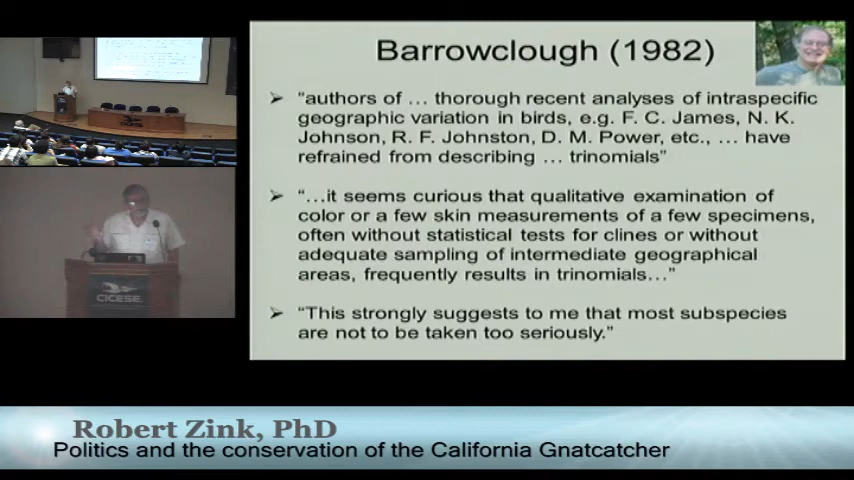 Barrowclough (1982)
➢ “authors of … thorough recent analyses of intraspecific
geographic variation in birds, e.g. F. C. James, N. K.
Johnson, R. F. Johnston, D. M. Power, etc., … have
refrained from describing … trinomials”
➢ “…it seems curious that qualitative examination of
color or a few skin measurements of a few specimens,
often without statistical tests for clines or without
adequate sampling of intermediate geographical
areas, frequently results in trinomials…”
➢ “This strongly suggests to me that most subspecies
are not to be taken too seriously.”
CICESE
Robert Zink, PhD
Politics and the conservation of the California Gnatcatcher